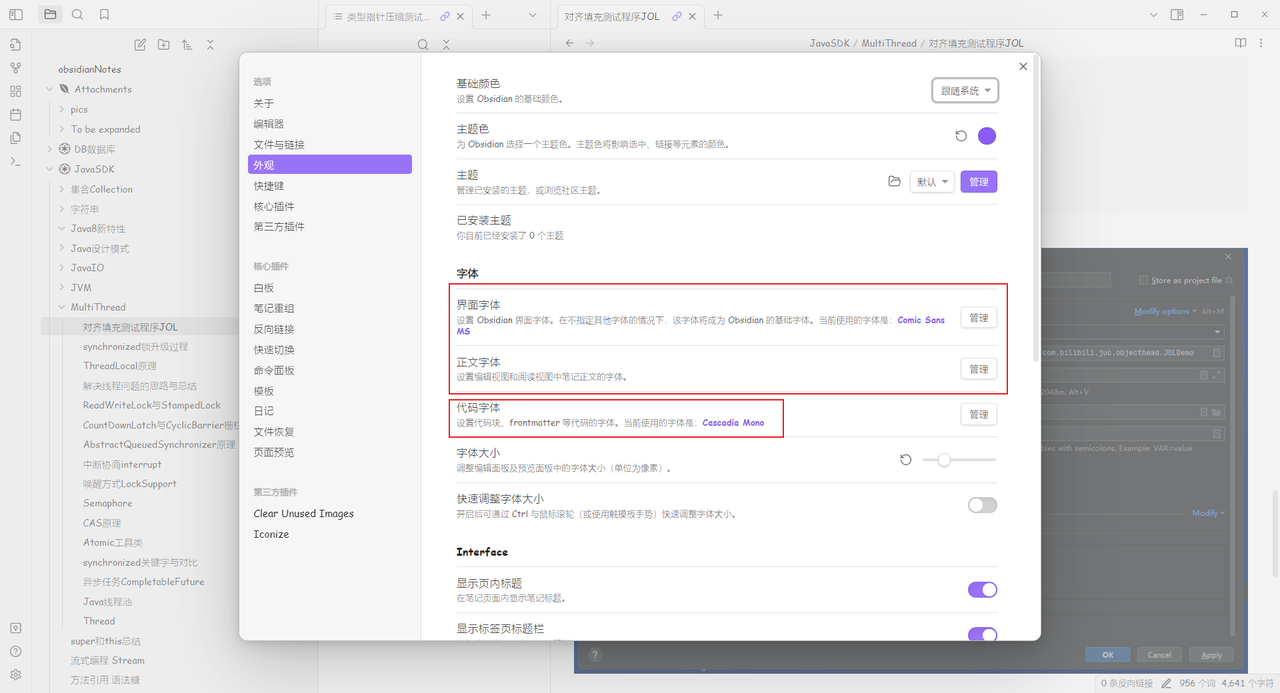 类型指针压缩测试...
对齐填充测试程序JOL
JavaSDK / MultiThread / 对齐填充测试程序JOL
obsidianNotes
Attachments
pics
To be expanded
DB数据库
JavaSDK
集合Collection
字符串
Java8新特性
Java设计模式
JavaIO
JVM
MultiThread
对齐填充测试程序JOL
synchronized锁升级过程
ThreadLocal原理
解决线程问题的思路与总结
ReadWriteLock与StampedLock
CountDownLatch与CyclicBarrier栅栏
AbstractQueuedSynchronizer原理
中断协商interrupt
唤醒方式LockSupport
Semaphore
CAS原理
Atomic工具类
synchronized关键字与对比
异步任务CompletableFuture
Java线程池
Thread
super和this总结
流式编程 Stream
方法引用 语法糖
选项
关于
编辑器
文件与链接
外观
快捷键
核心插件
第三方插件
核心插件
白板
笔记重组
反向链接
快速切换
命令面板
模板
日记
文件恢复
页面预览
第三方插件
Clear Unused Images
Iconize
基础颜色
设置 Obsidian 的基础颜色。
跟随系统
主题色
为 Obsidian 选择一个主题色。主题色将影响选中、链接等元素的颜色。
主题
管理已安装的主题，或浏览社区主题。
默认
管理
已安装主题
你目前已经安装了 0 个主题
字体
界面字体
设置 Obsidian 界面字体。在不指定其他字体的情况下，该字体将成为 Obsidian 的基础字体。当前使用的字体是：Comic Sans
MS
管理
正文字体
设置编辑视图和阅读视图中笔记正文的字体。
管理
代码字体
设置代码块、frontmatter 等代码的字体。当前使用的字体是：Cascadia Mono
管理
字体大小
调整编辑面板及预览面板中的字体大小（单位为像素）。
快速调整字体大小
开启后可通过 Ctrl 与鼠标滚轮（或使用触摸板手势）快速调整字体大小。
Interface
显示页内标题
在笔记页面内显示笔记标题。
显示标签页标题栏
Store as project file
Modify options Alt+M
com.bilibili.juc.objecthead.JOLDemo
2048m. Alt+V
bles with semicolons. Example: VAR=value
Modify
?
OK
Cancel
Apply
0 条反向链接
956 个词 4,641 个字符